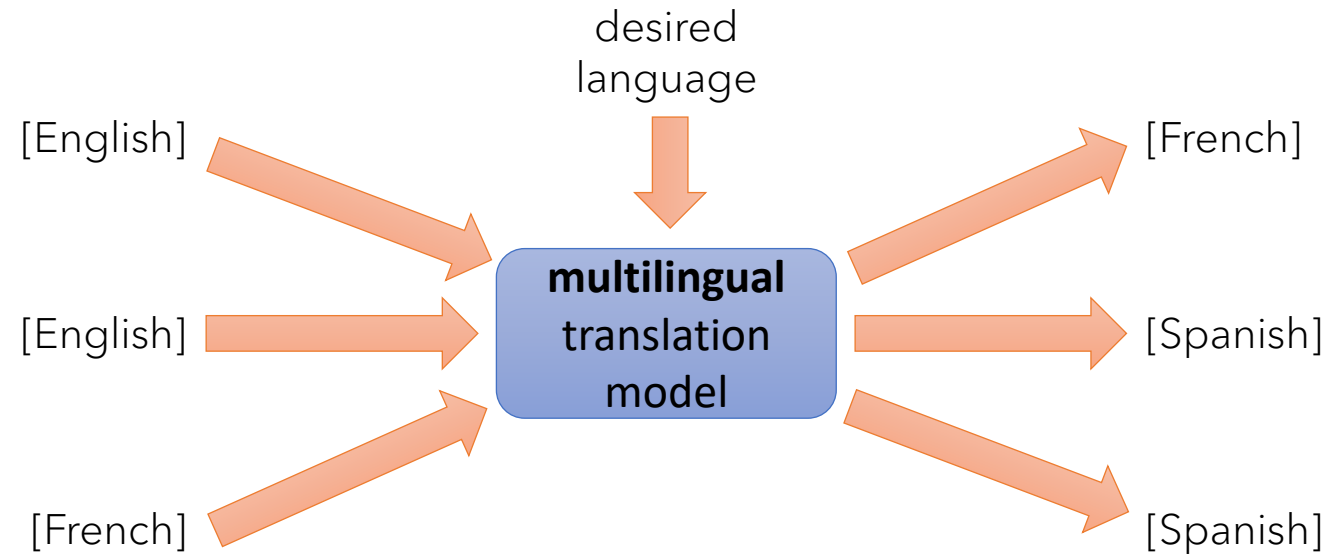 desired
language
[English]
[French]
multilingual
translation
model
[English]
[Spanish]
[French]
[Spanish]